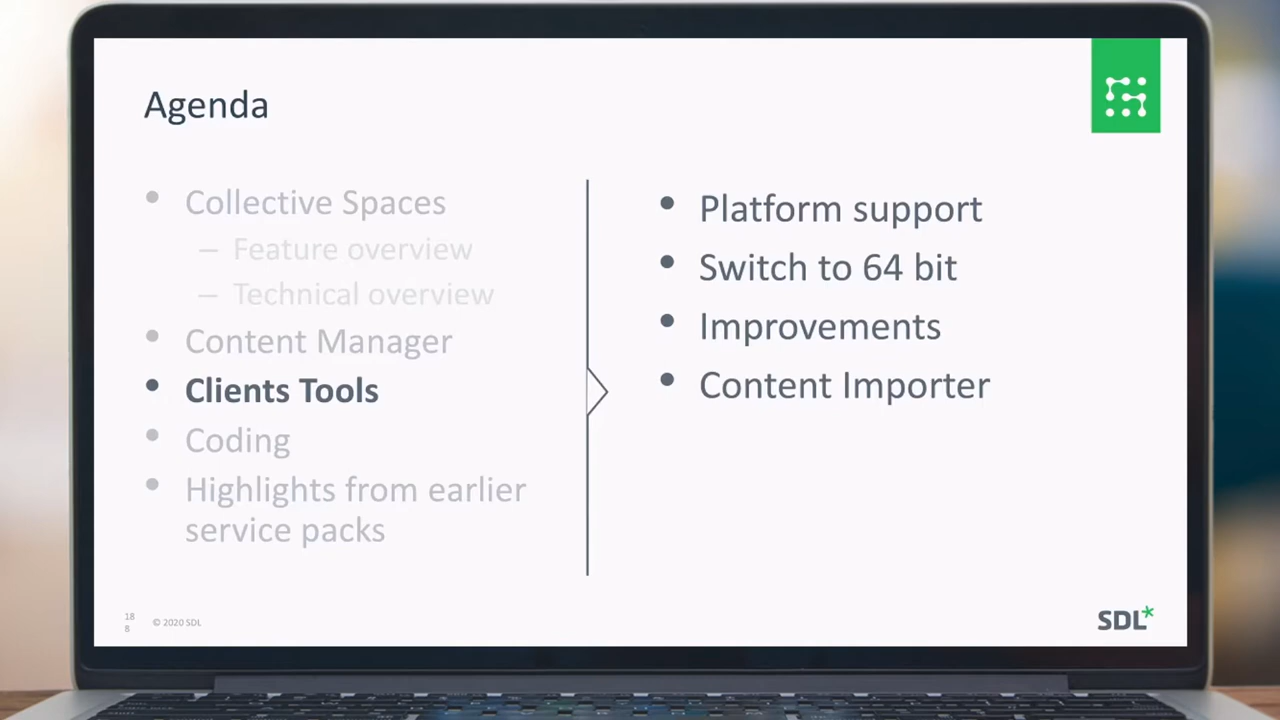 Agenda
• Collective Spaces
– Feature overview
– Technical overview
• Content Manager
• Clients Tools
• Coding
• Highlights from earlier
service packs
• Platform support
• Switch to 64 bit
• Improvements
• Content Importer
18
8
© 2020 SDL
SDL*